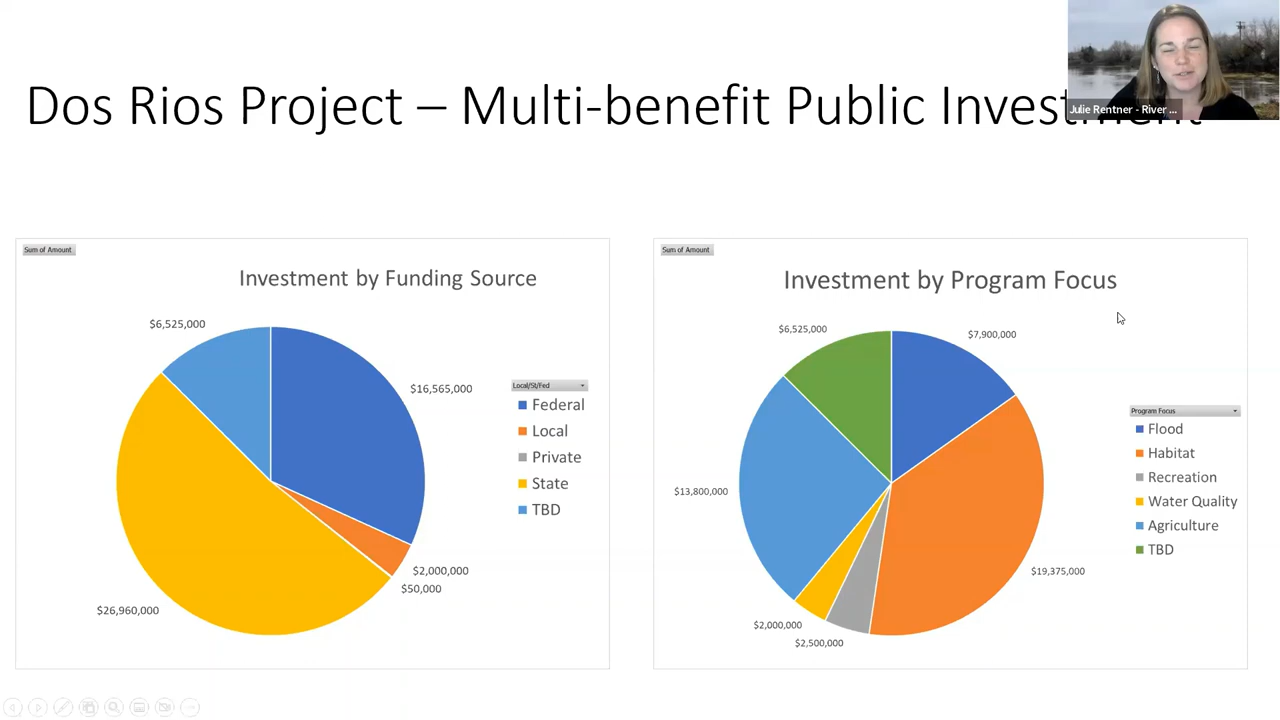 Dos Rios Project – Multi-benefit Public Investment
Julie Rentner - River ...
Sum of Amount
Investment by Funding Source
$6,525,000
$16,565,000
$2,000,000
$50,000
$26,960,000
Local/St/Fed
Federal
Local
Private
State
TBD
Sum of Amount
Investment by Program Focus
$6,525,000
$7,900,000
$13,800,000
$19,375,000
$2,000,000
$2,500,000
Program Focus
Flood
Habitat
Recreation
Water Quality
Agriculture
TBD